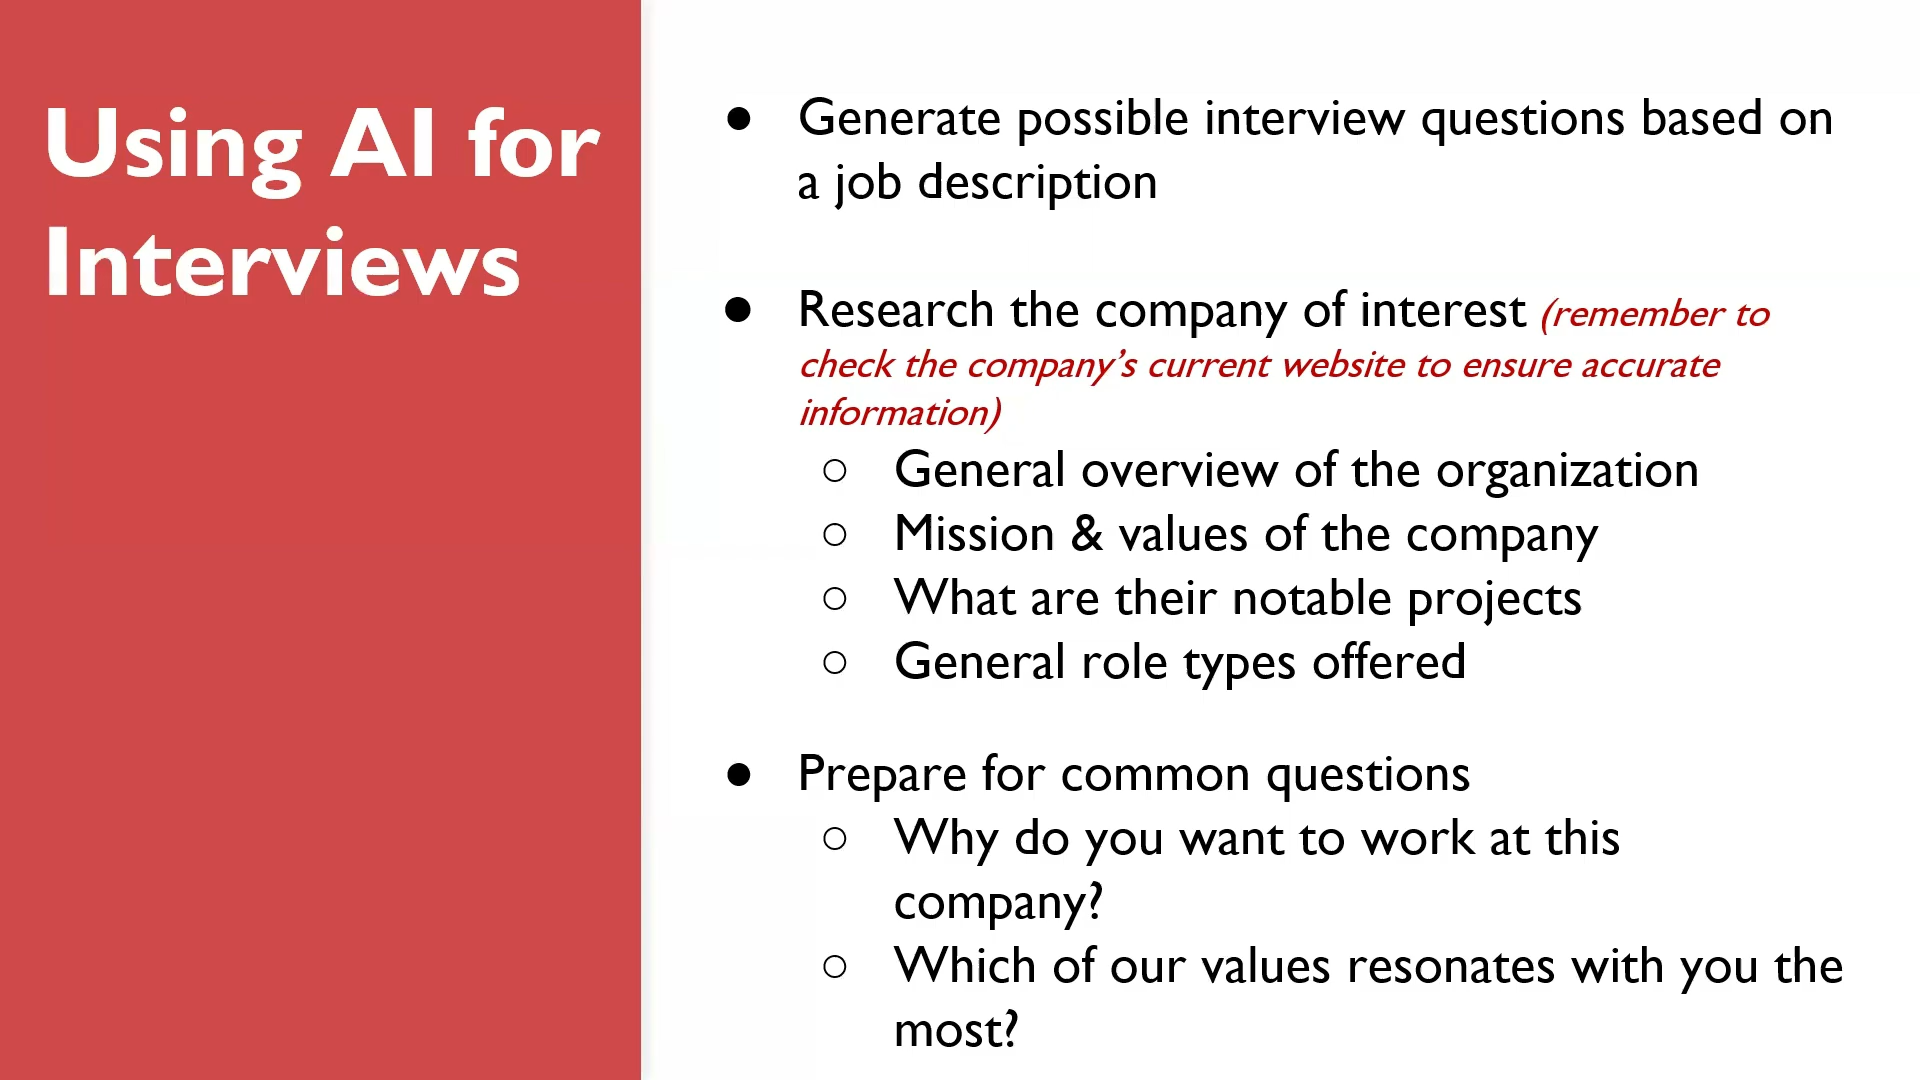 Using AI for
Interviews
● Generate possible interview questions based on
a job description
● Research the company of interest (remember to
check the company’s current website to ensure accurate
information)
○ General overview of the organization
○ Mission & values of the company
○ What are their notable projects
○ General role types offered
● Prepare for common questions
○ Why do you want to work at this
company?
○ Which of our values resonates with you the
most?